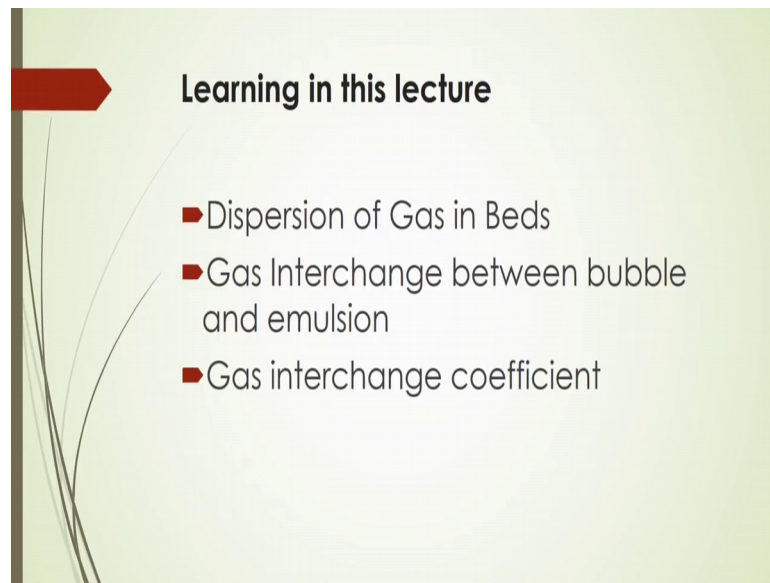 Learning in this lecture
Dispersion of Gas in Beds
Gas Interchange between bubble
and emulsion
Gas interchange coefficient